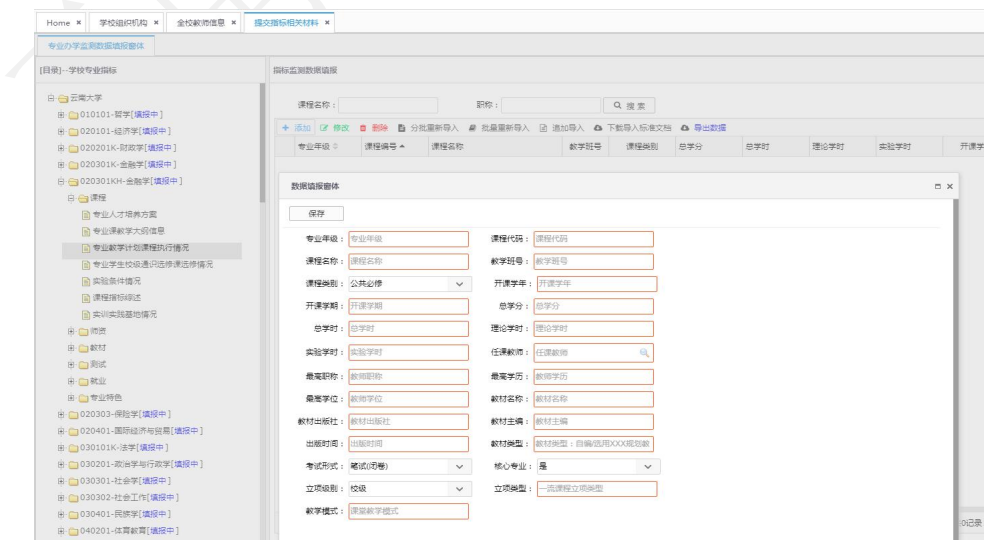 Home × 学校组织机构 × 全校教师信息 × 提交指标相关材料 ×
专业办学监测数据填报窗体
[目录]--学校专业指标
云南大学
010101-哲学[填报中]
020101-经济学[填报中]
020201K-财政学[填报中]
020301K-金融学[填报中]
020301KH-金融学[填报中]
课程
专业人才培养方案
专业课教学大纲信息
专业教学计划课程执行情况
专业学生校级通识选修课选修情况
实验条件情况
课程指标综述
实训实践基地情况
师资
教材
测试
就业
专业特色
020303-保险学[填报中]
020401-国际经济与贸易[填报中]
030101K-法学[填报中]
030201-政治学与行政学[填报中]
030301-社会学[填报中]
030302-社会工作[填报中]
030401-民族学[填报中]
040201-体育教育[填报中]
指标监测数据填报
课程名称： 职称： 搜索
添加 修改 删除 分批重新导入 批量重新导入 追加导入 下载导入标准文档 导出数据
专业年级 课程编号 课程名称 教学班号 课程类别 总学分 总学时 理论学时 实验学时 开课学
数据填报窗体
保存
专业年级： 专业年级 课程代码： 课程代码
课程名称： 课程名称 教学班号： 教学班号
课程类别： 公共必修 开课学年： 开课学年
开课学期： 开课学期 总学分： 总学分
总学时： 总学时 理论学时： 理论学时
实验学时： 实验学时 任课教师： 任课教师
最高职称： 教师职称 最高学历： 教师学历
最高学位： 教师学位 教材名称： 教材名称
教材出版社： 教材出版社 教材主编： 教材主编
出版时间： 出版时间 教材类型： 教材类型：自编/选用XXX规划教
考试形式： 笔试(闭卷) 核心专业： 是
立项级别： 校级 立项类型： 一流课程立项类型
教学模式： 课堂教学模式
0记录